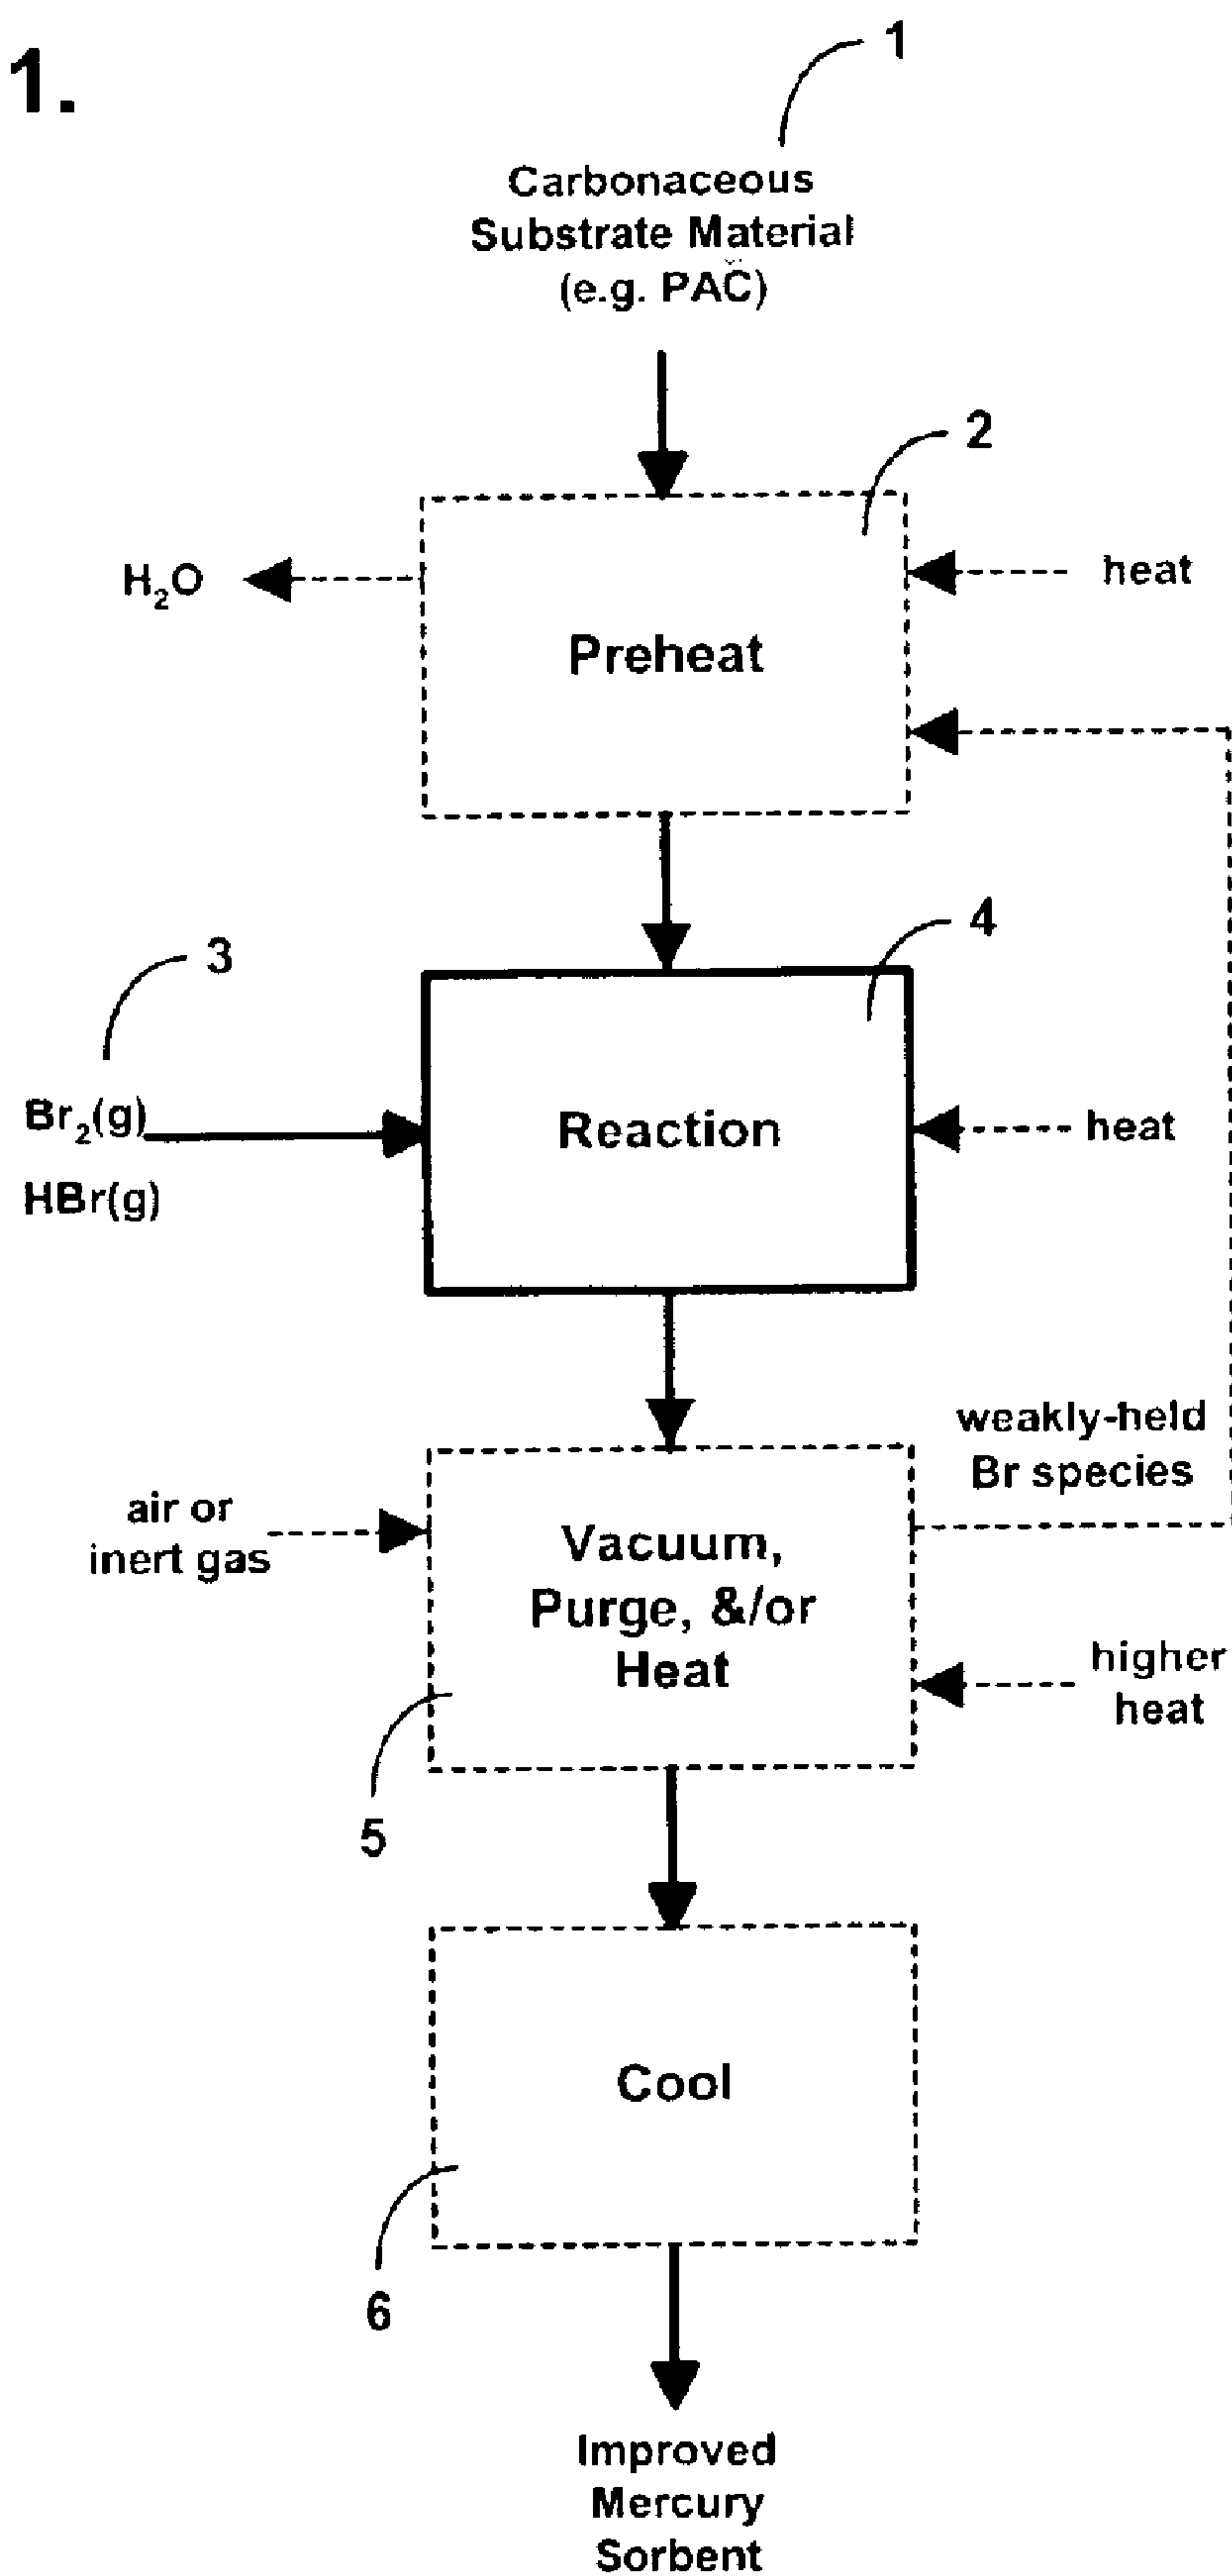 1.
1
Carbonaceous
Substrate Material
(e.g. PAC)
2
H₂O
heat
Preheat
3
4
Br₂(g)
HBr(g)
Reaction
heat
weakly-held
Br species
air or
inert gas
Vacuum,
Purge, &/or
Heat
higher
heat
5
Cool
6
Improved
Mercury
Sorbent